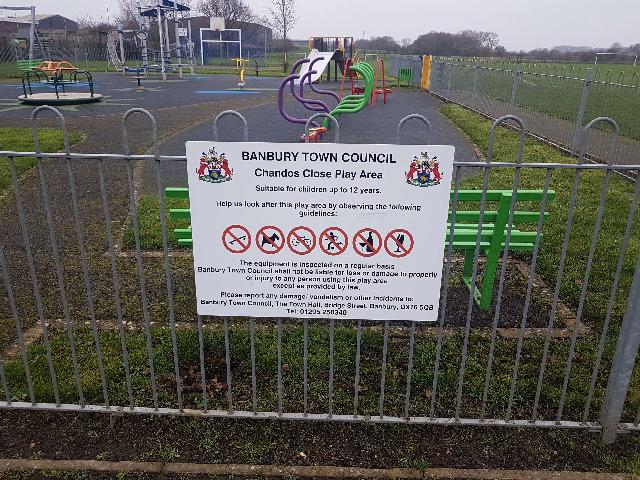 BANBURY TOWN COUNCIL
Chandos Close Play Area
Suitable for children up to 12 years.
Help us look after this play area by observing the following
guidelines:
The equipment is inspected on a regular basis
Banbury Town Council shall not be liable for loss or damage to property
or injury to any person using this play area
except as provided by law.
Please report any damage, vandalism or other incidents to:
Banbury Town Council, The Town Hall, Bridge Street, Banbury, OX16 5QB
Tel: 01295 250340